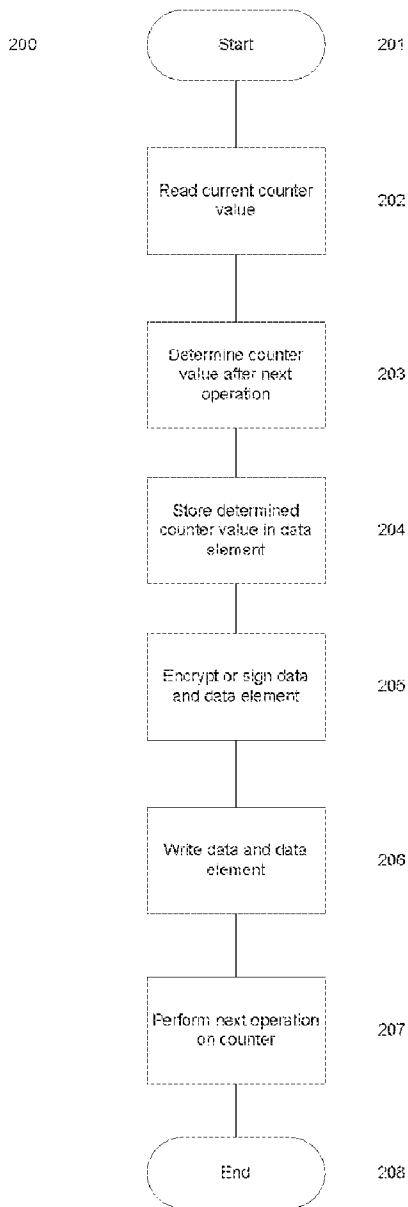 200
Start
201
Read current counter
value
202
Determine counter
value after next
operation
203
Store determined
counter value in data
element
204
Encrypt or sign data
and data element
205
Write data and data
element
206
Perform next operation
on counter
207
End
208